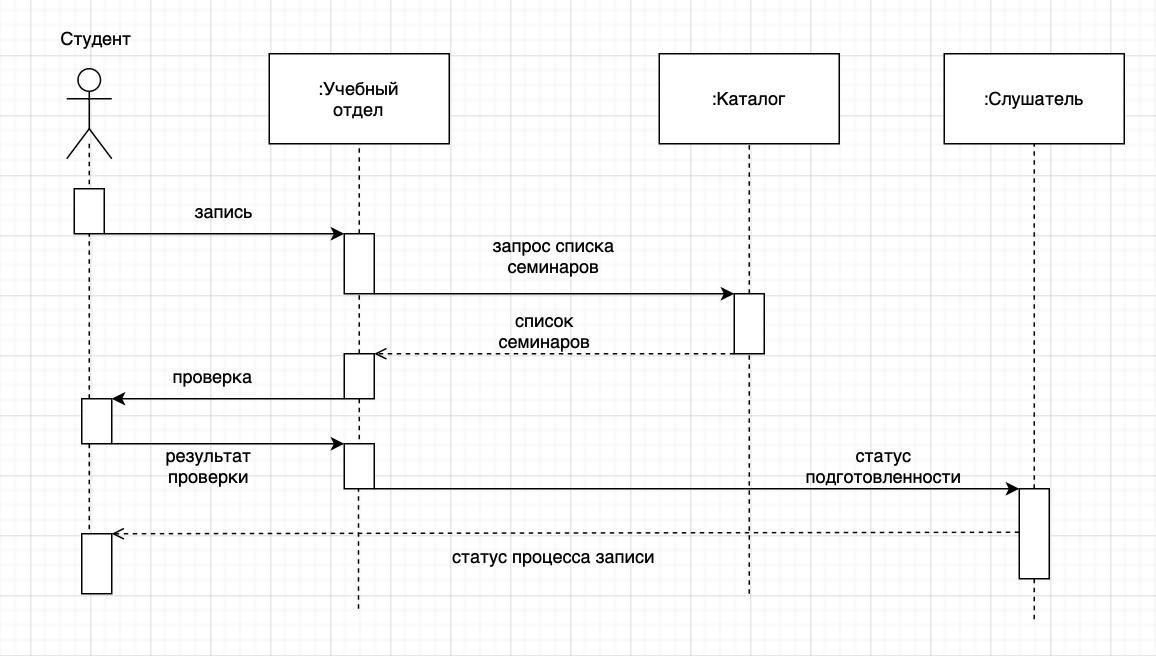 Студент
:Учебный
отдел
:Каталог
:Слушатель
запись
запрос списка
семинаров
список
семинаров
проверка
результат
проверки
статус
подготовленности
статус процесса записи